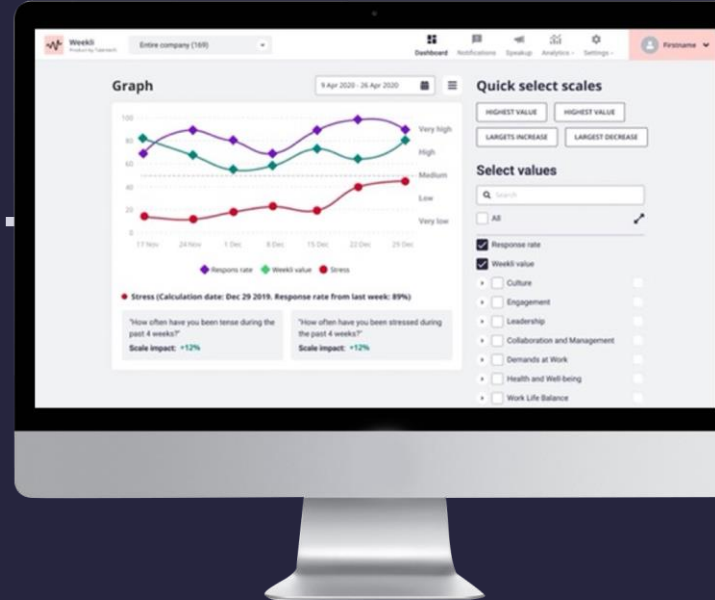 Weekli
Product by Talentech
Entire company (169)
Dashboard
Notifications
Speakup
Analytics
Settings
Firstname
Graph
9 Apr 2020 - 26 Apr 2020
100
80
60
40
20
0
Very high
High
Medium
Low
Very low
17 Nov 24 Nov 1 Dec 8 Dec 15 Dec 22 Dec 29 Dec
Respons rate Weekli value Stress
Stress (Calculation date: Dec 29 2019. Response rate from last week: 89%)
"How often have you been tense during the
past 4 weeks?"
Scale impact: +12%
"How often have you been stressed during
the past 4 weeks?"
Scale impact: +12%
Quick select scales
HIGHEST VALUE HIGHEST VALUE
LARGETS INCREASE LARGEST DECREASE
Select values
Search
All
Response rate
Weekli value
Culture
Engagement
Leadership
Collaboration and Management
Demands at Work
Health and Well-being
Work Life Balance